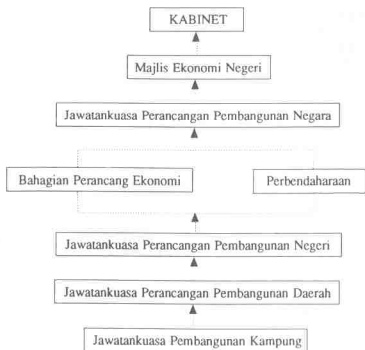 KABINET
Majlis Ekonomi Negeri
Jawatankuasa Perancangan Pembangunan Negara
Bahagian Perancang Ekonomi
Perbendaharaan
Jawatankuasa Perancangan Pembangunan Negeri
Jawatankuasa Perancangan Pembangunan Daerah
Jawatankuasa Pembangunan Kampung